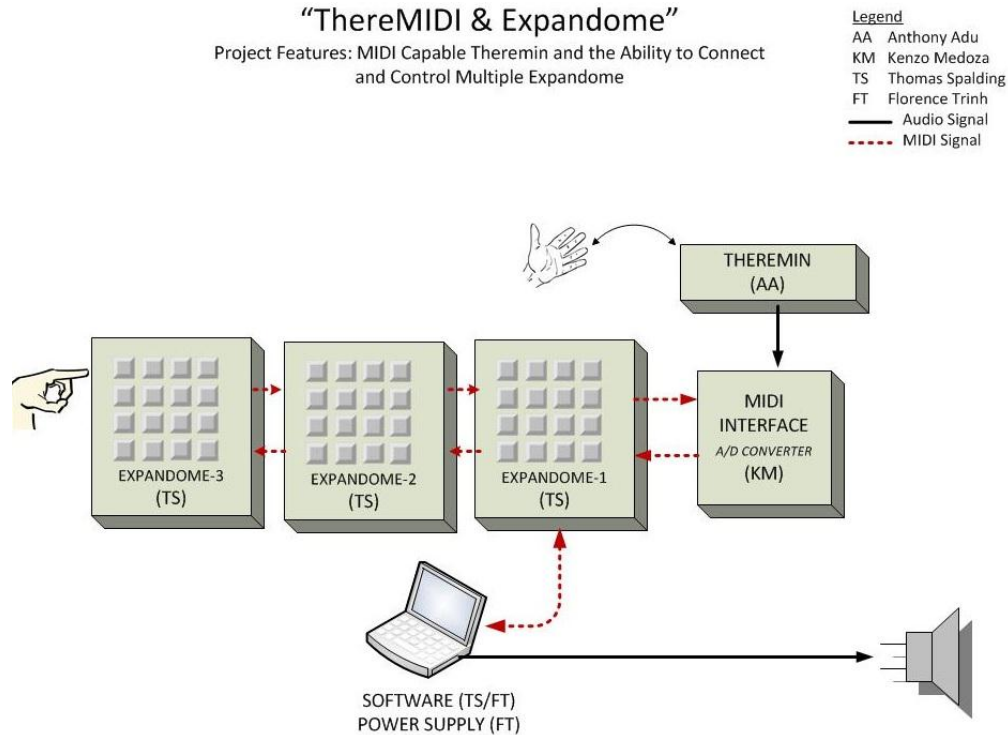 “ThereMIDI & Expandome”
Project Features: MIDI Capable Theremin and the Ability to Connect
and Control Multiple Expandome
Legend
AA Anthony Adu
KM Kenzo Medoza
TS Thomas Spalding
FT Florence Trinh
Audio Signal
MIDI Signal
THEREMIN
(AA)
EXPANDOME-3
(TS)
EXPANDOME-2
(TS)
EXPANDOME-1
(TS)
MIDI
INTERFACE
A/D CONVERTER
(KM)
SOFTWARE (TS/FT)
POWER SUPPLY (FT)